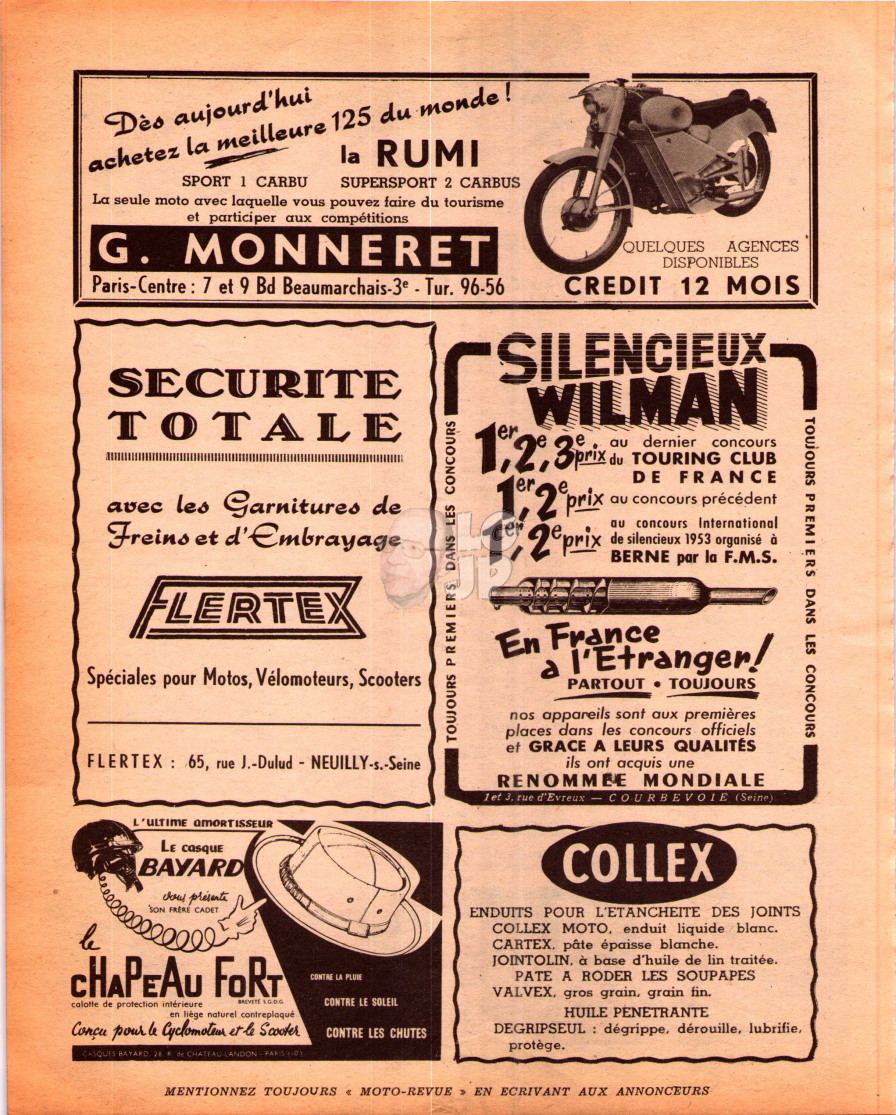 Dès aujourd'hui
achetez la meilleure 125 du monde !
la RUMI
SPORT 1 CARBU SUPERSPORT 2 CARBUS
La seule moto avec laquelle vous pouvez faire du tourisme
et participer aux compétitions
G. MONNERET
Paris-Centre : 7 et 9 Bd Beaumarchais-3e - Tur. 96-56
QUELQUES AGENCES
DISPONIBLES
CREDIT 12 MOIS
SECURITE
TOTALE
avec les Garnitures de
Freins et d'Embrayage
FLERTEX
Spéciales pour Motos, Vélomoteurs, Scooters
FLERTEX : 65, rue J.-Dulud - NEUILLY-s.-Seine
SILENCIEUX
WILMAN
TOUJOURS PREMIERS DANS LES CONCOURS
1er, 2e, 3e prix au dernier concours
du TOURING CLUB
DE FRANCE
1er, 2e prix au concours précédent
1er, 2e prix au concours International
de silencieux 1953 organisé à
BERNE par la F.M.S.
En France
a l'Etranger!
PARTOUT • TOUJOURS
nos appareils sont aux premières
places dans les concours officiels
et GRACE A LEURS QUALITÉS
ils ont acquis une
RENOMMÉE MONDIALE
1 et 3, rue d'Evreux — COURBEVOIE (Seine)
TOUJOURS PREMIERS DANS LES CONCOURS
L'ULTIME AMORTISSEUR
Le casque
BAYARD
vous présente
SON FRÈRE CADET
le
CHAPEAU FORT
BREVETÉ S.G.D.G.
calotte de protection intérieure
en liège naturel contreplaqué
Conçu pour le Cyclomoteur et le Scooter
CONTRE LA PLUIE
CONTRE LE SOLEIL
CONTRE LES CHUTES
CASQUES BAYARD, 28, R. de CHATEAU-LANDON - PARIS (10e)
COLLEX
ENDUITS POUR L'ETANCHEITE DES JOINTS
COLLEX MOTO, enduit liquide blanc.
CARTEX, pâte épaisse blanche.
JOINTOLIN, à base d'huile de lin traitée.
PATE A RODER LES SOUPAPES
VALVEX, gros grain, grain fin.
HUILE PENETRANTE
DEGRIPSEUL : dégrippe, dérouille, lubrifie,
protège.
MENTIONNEZ TOUJOURS « MOTO-REVUE » EN ECRIVANT AUX ANNONCEURS